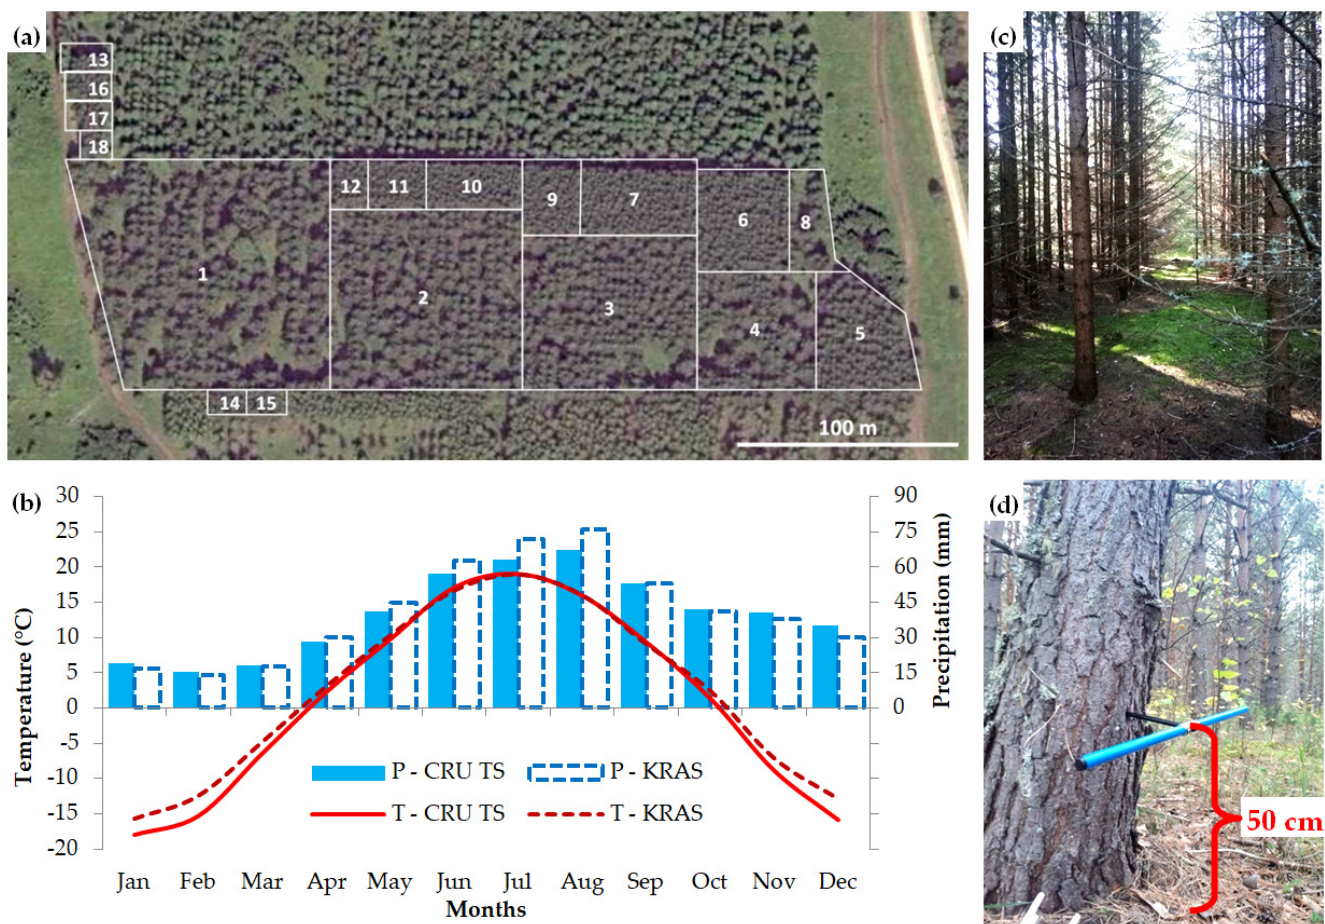 (a)
13
16
17
18
12 11 10
9 7
6 8
1
2
3
4
5
14 15
100 m
(c)
(b)
Temperature (°C)
30
25
20
15
10
5
0
-5
-10
-15
-20
Precipitation (mm)
90
75
60
45
30
15
0
P - CRU TS P - KRAS
T - CRU TS T - KRAS
Jan Feb Mar Apr May Jun Jul Aug Sep Oct Nov Dec
Months
(d)
50 cm